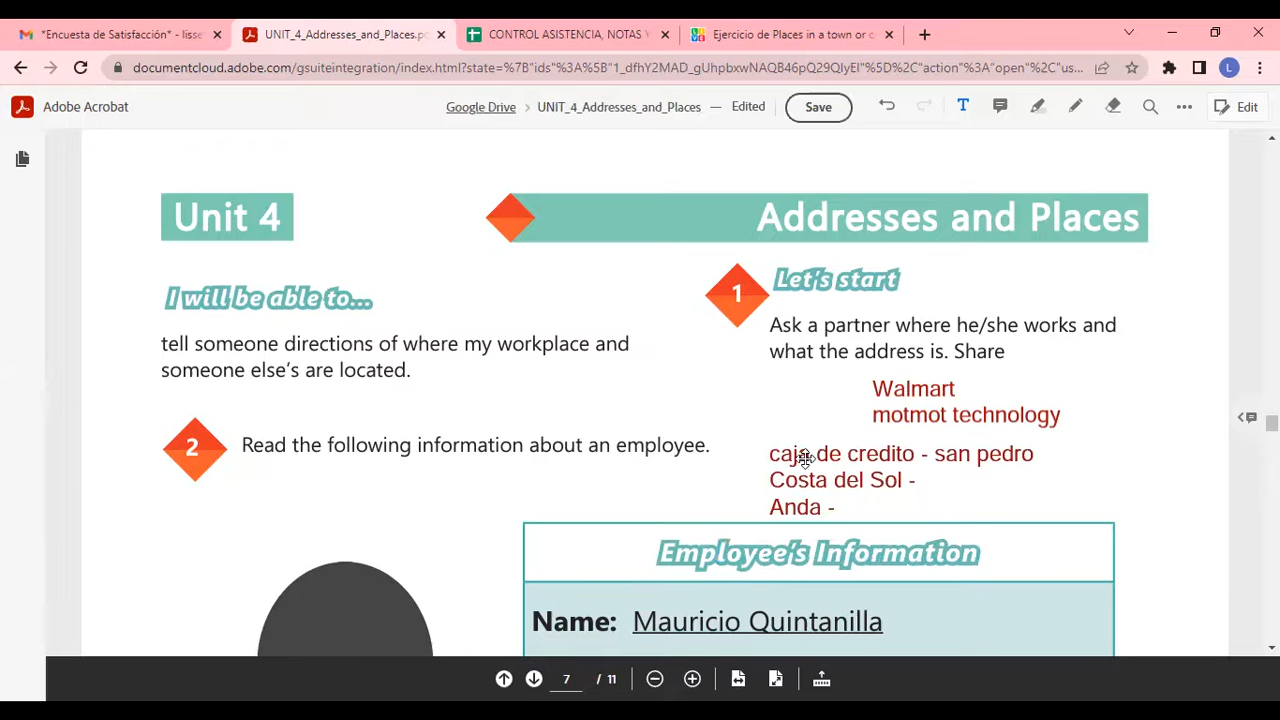 *Encuesta de Satisfacción* - lisse
UNIT_4_Addresses_and_Places.pd
CONTROL ASISTENCIA, NOTAS Y
Ejercicio de Places in a town or c
documentcloud.adobe.com/gsuiteintegration/index.html?state=%7B"ids"%3A%5B"1_dfhY2MAD_gUhpbxwNAQB46pQ29QIyEI"%5D%2C"action"%3A"open"%2C"us...
L
Adobe Acrobat
Google Drive
UNIT_4_Addresses_and_Places — Edited
Save
T
Edit
Unit 4
Addresses and Places
I will be able to...
tell someone directions of where my workplace and
someone else's are located.
1
Let's start
Ask a partner where he/she works and
what the address is. Share
Walmart
motmot technology
2
Read the following information about an employee.
caja de credito - san pedro
Costa del Sol -
Anda -
Employee's Information
Name: Mauricio Quintanilla
7 / 11